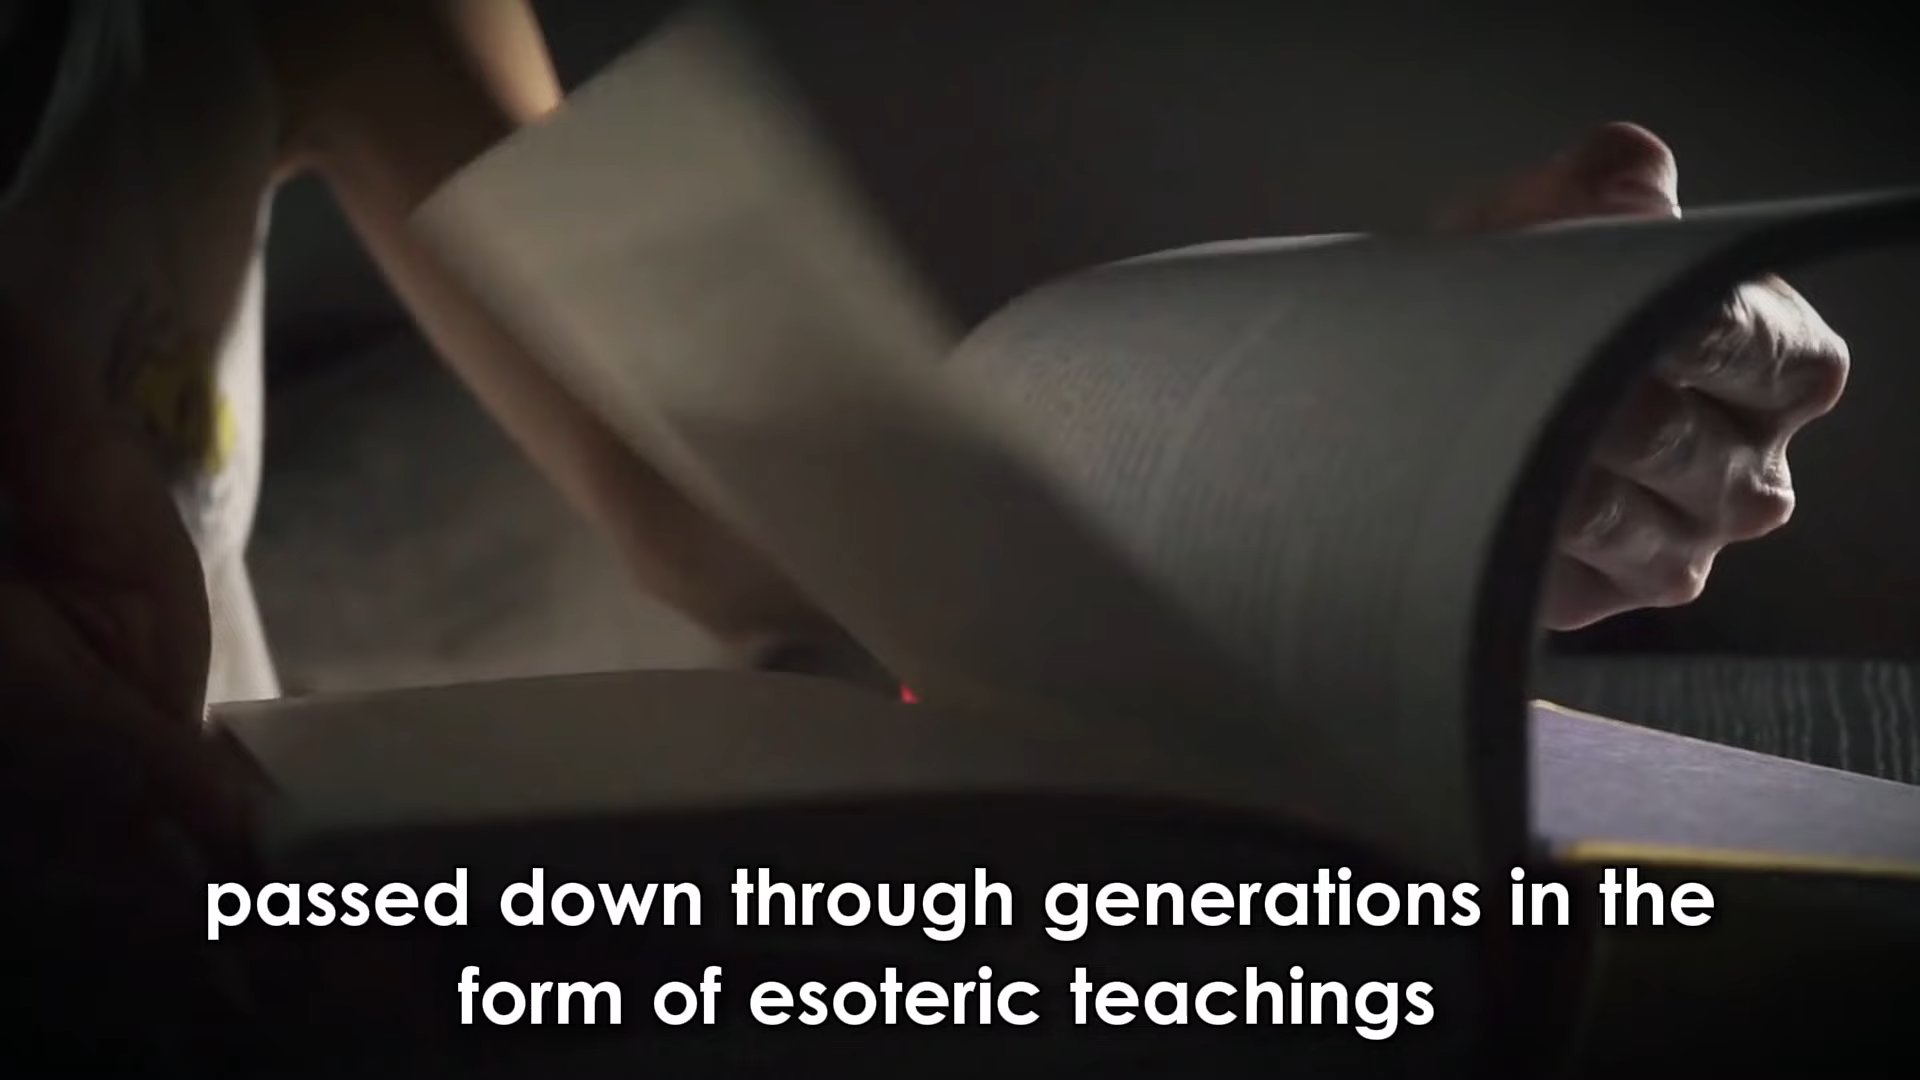 passed down through generations in the
form of esoteric teachings